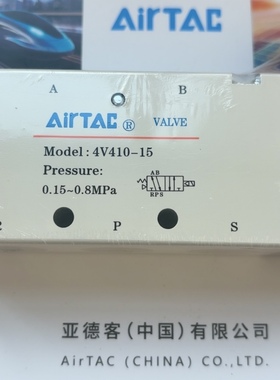 AirTAC
A B
AirTAC ® VALVE
Model: 4V410-15
Pressure:
0.15~0.8MPa
AB
RPS
P S
亚德客(中国)有限公
AirTAC (CHINA) CO.,LTD